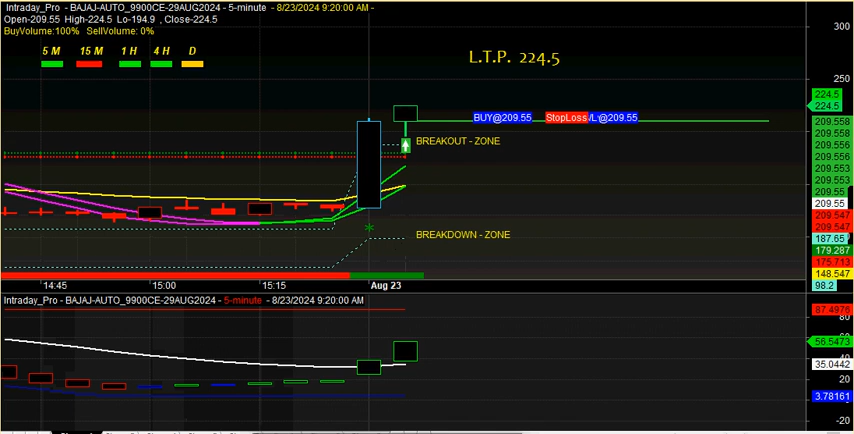 Intraday_Pro - BAJAJ-AUTO_9900CE-29AUG2024 - 5-minute - 8/23/2024 9:20:00 AM -
Open-209.55 High-224.5 Lo-194.9 , Close-224.5
BuyVolume:100% SellVolume: 0%
5 M 15 M 1 H 4 H D
L.T.P. 224.5
300
250
224.5
224.5
BUY@209.55 StopLoss/L'@209.55
209.558
209.558
209.556
BREAKOUT - ZONE
209.556
209.553
209.553
209.55
209.55
209.547
209.547
BREAKDOWN - ZONE
187.65
179.287
175.713
148.547
98.2
14:45 15:00 15:15 Aug 23
Intraday_Pro - BAJAJ-AUTO_9900CE-29AUG2024 - 5-minute - 8/23/2024 9:20:00 AM
87.4976
80
56.5473
35.0442
20
3.78161
-20